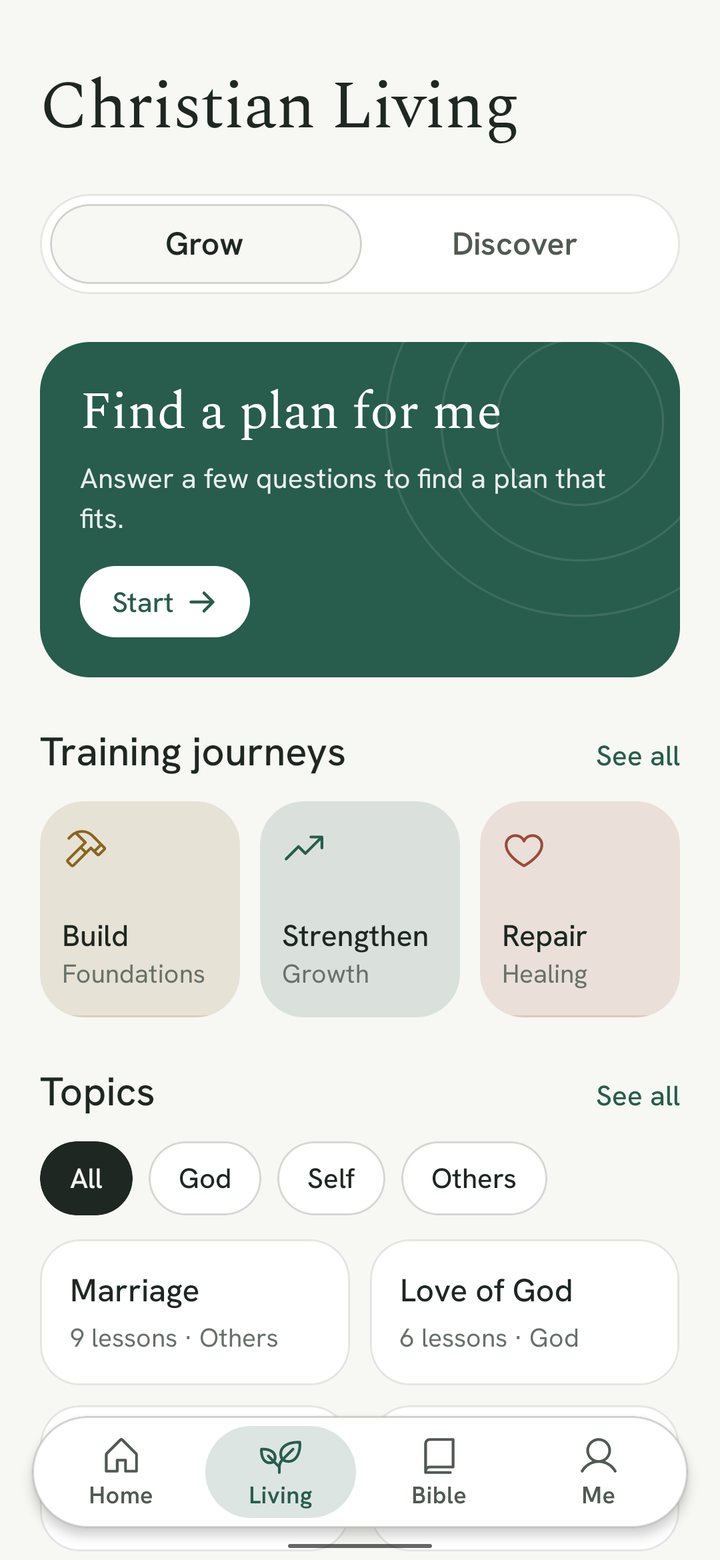 Christian Living
Grow
Discover
Find a plan for me
Answer a few questions to find a plan that
fits.
Start →
Training journeys
See all
Build
Foundations
Strengthen
Growth
Repair
Healing
Topics
See all
All
God
Self
Others
Marriage
9 lessons · Others
Love of God
6 lessons · God
Home
Living
Bible
Me